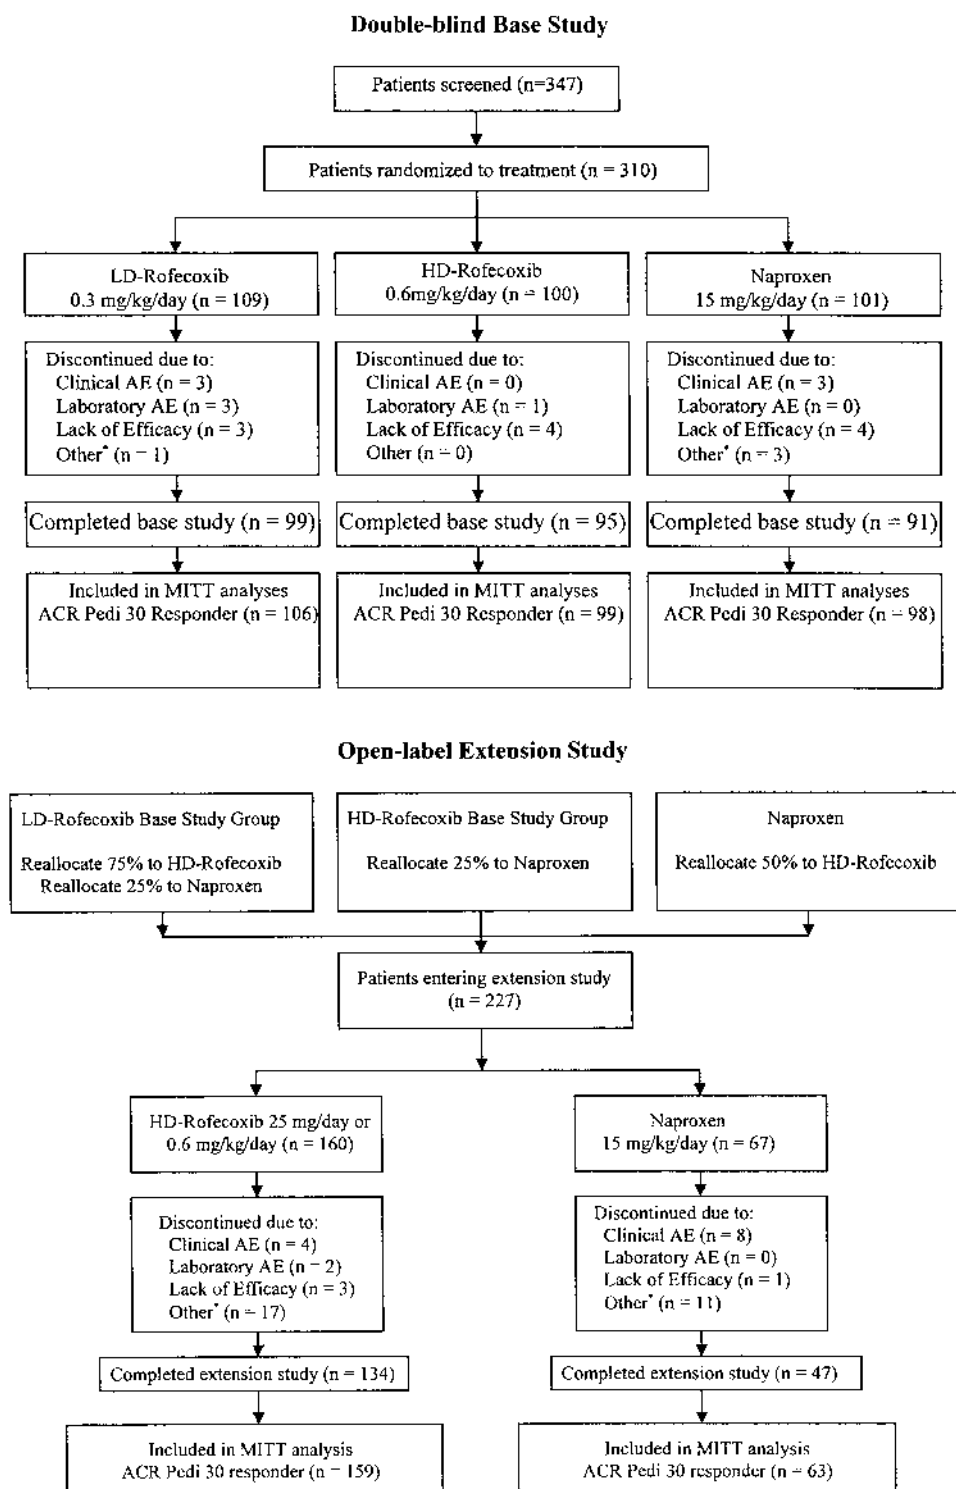 Double-blind Base Study
Patients screened (n=347)
Patients randomized to treatment (n = 310)
LD-Rofecoxib
0.3 mg/kg/day (n = 109)
HD-Rofecoxib
0.6mg/kg/day (n = 100)
Naproxen
15 mg/kg/day (n = 101)
Discontinued due to:
Clinical AE (n = 3)
Laboratory AE (n = 3)
Lack of Efficacy (n = 3)
Other* (n = 1)
Discontinued due to:
Clinical AE (n = 0)
Laboratory AE (n = 1)
Lack of Efficacy (n = 4)
Other (n = 0)
Discontinued due to:
Clinical AE (n = 3)
Laboratory AE (n = 0)
Lack of Efficacy (n = 4)
Other* (n = 3)
Completed base study (n = 99)
Completed base study (n = 95)
Completed base study (n = 91)
Included in MITT analyses
ACR Pedi 30 Responder (n = 106)
Included in MITT analyses
ACR Pedi 30 Responder (n = 99)
Included in MITT analyses
ACR Pedi 30 Responder (n = 98)
Open-label Extension Study
LD-Rofecoxib Base Study Group
Reallocate 75% to HD-Rofecoxib
Reallocate 25% to Naproxen
HD-Rofecoxib Base Study Group
Reallocate 25% to Naproxen
Naproxen
Reallocate 50% to HD-Rofecoxib
Patients entering extension study
(n = 227)
HD-Rofecoxib 25 mg/day or
0.6 mg/kg/day (n = 160)
Naproxen
15 mg/kg/day (n = 67)
Discontinued due to:
Clinical AE (n = 4)
Laboratory AE (n = 2)
Lack of Efficacy (n = 3)
Other* (n = 17)
Discontinued due to:
Clinical AE (n = 8)
Laboratory AE (n = 0)
Lack of Efficacy (n = 1)
Other* (n = 11)
Completed extension study (n = 134)
Completed extension study (n = 47)
Included in MITT analysis
ACR Pedi 30 responder (n = 159)
Included in MITT analysis
ACR Pedi 30 responder (n = 63)